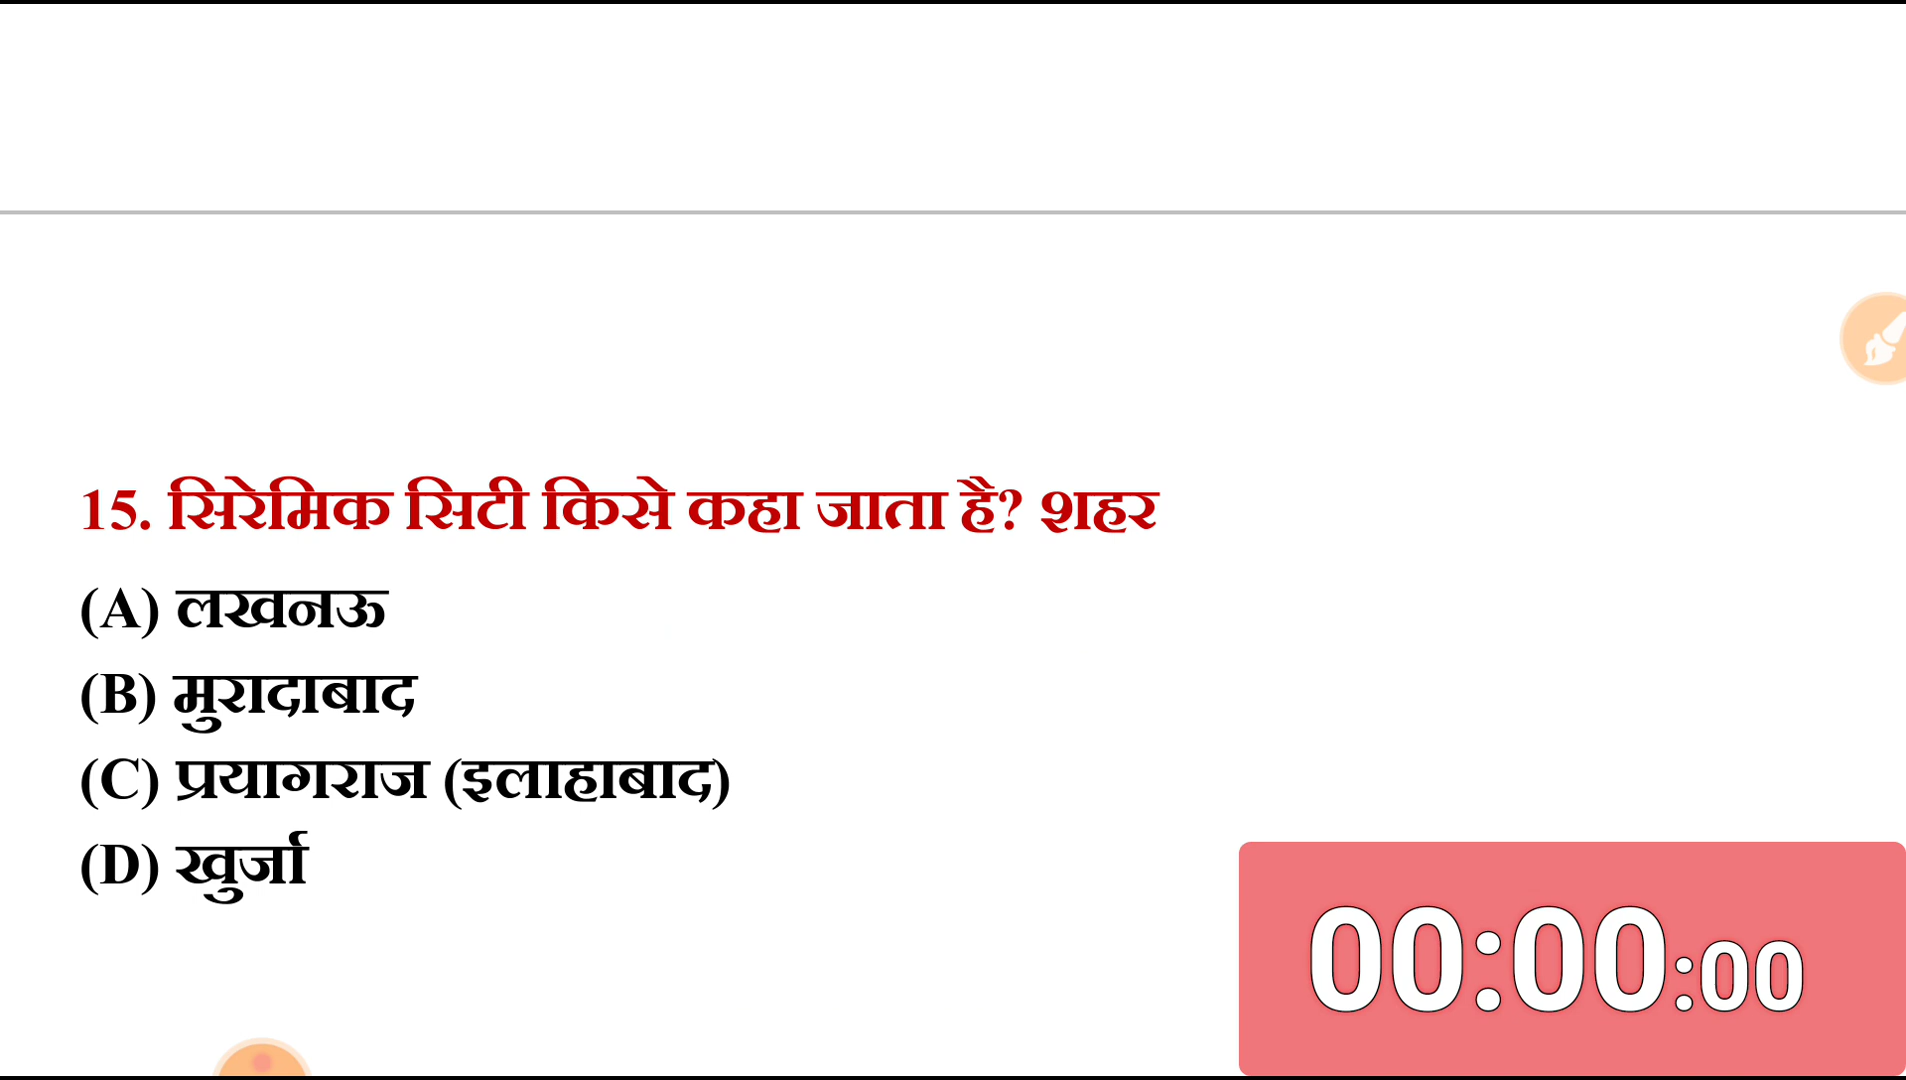 15. सिरेमिक सिटी किसे कहा जाता है? शहर
(A) लखनऊ
(B) मुरादाबाद
(C) प्रयागराज (इलाहाबाद)
(D) खुर्जा
00:00:00